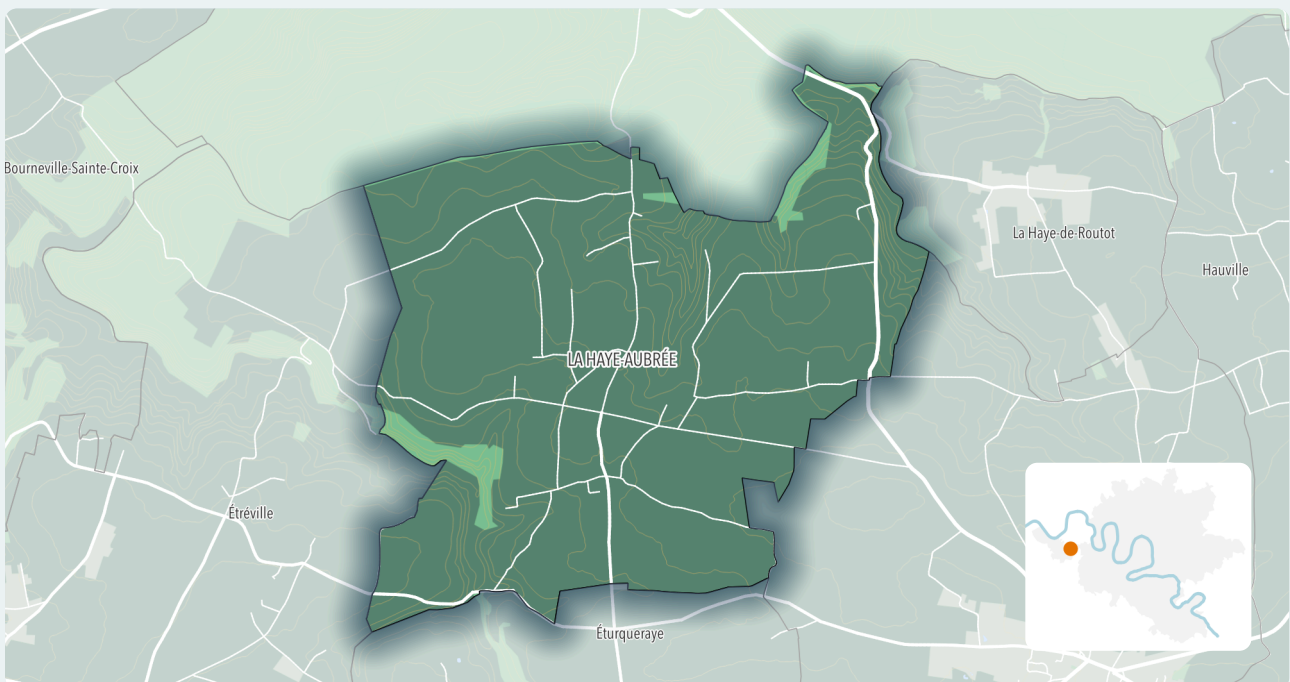 Bourneville-Sainte-Croix
La Haye-de-Routot
Hauville
LA HAYE-AUBRÉE
Étréville
Éturqueraye